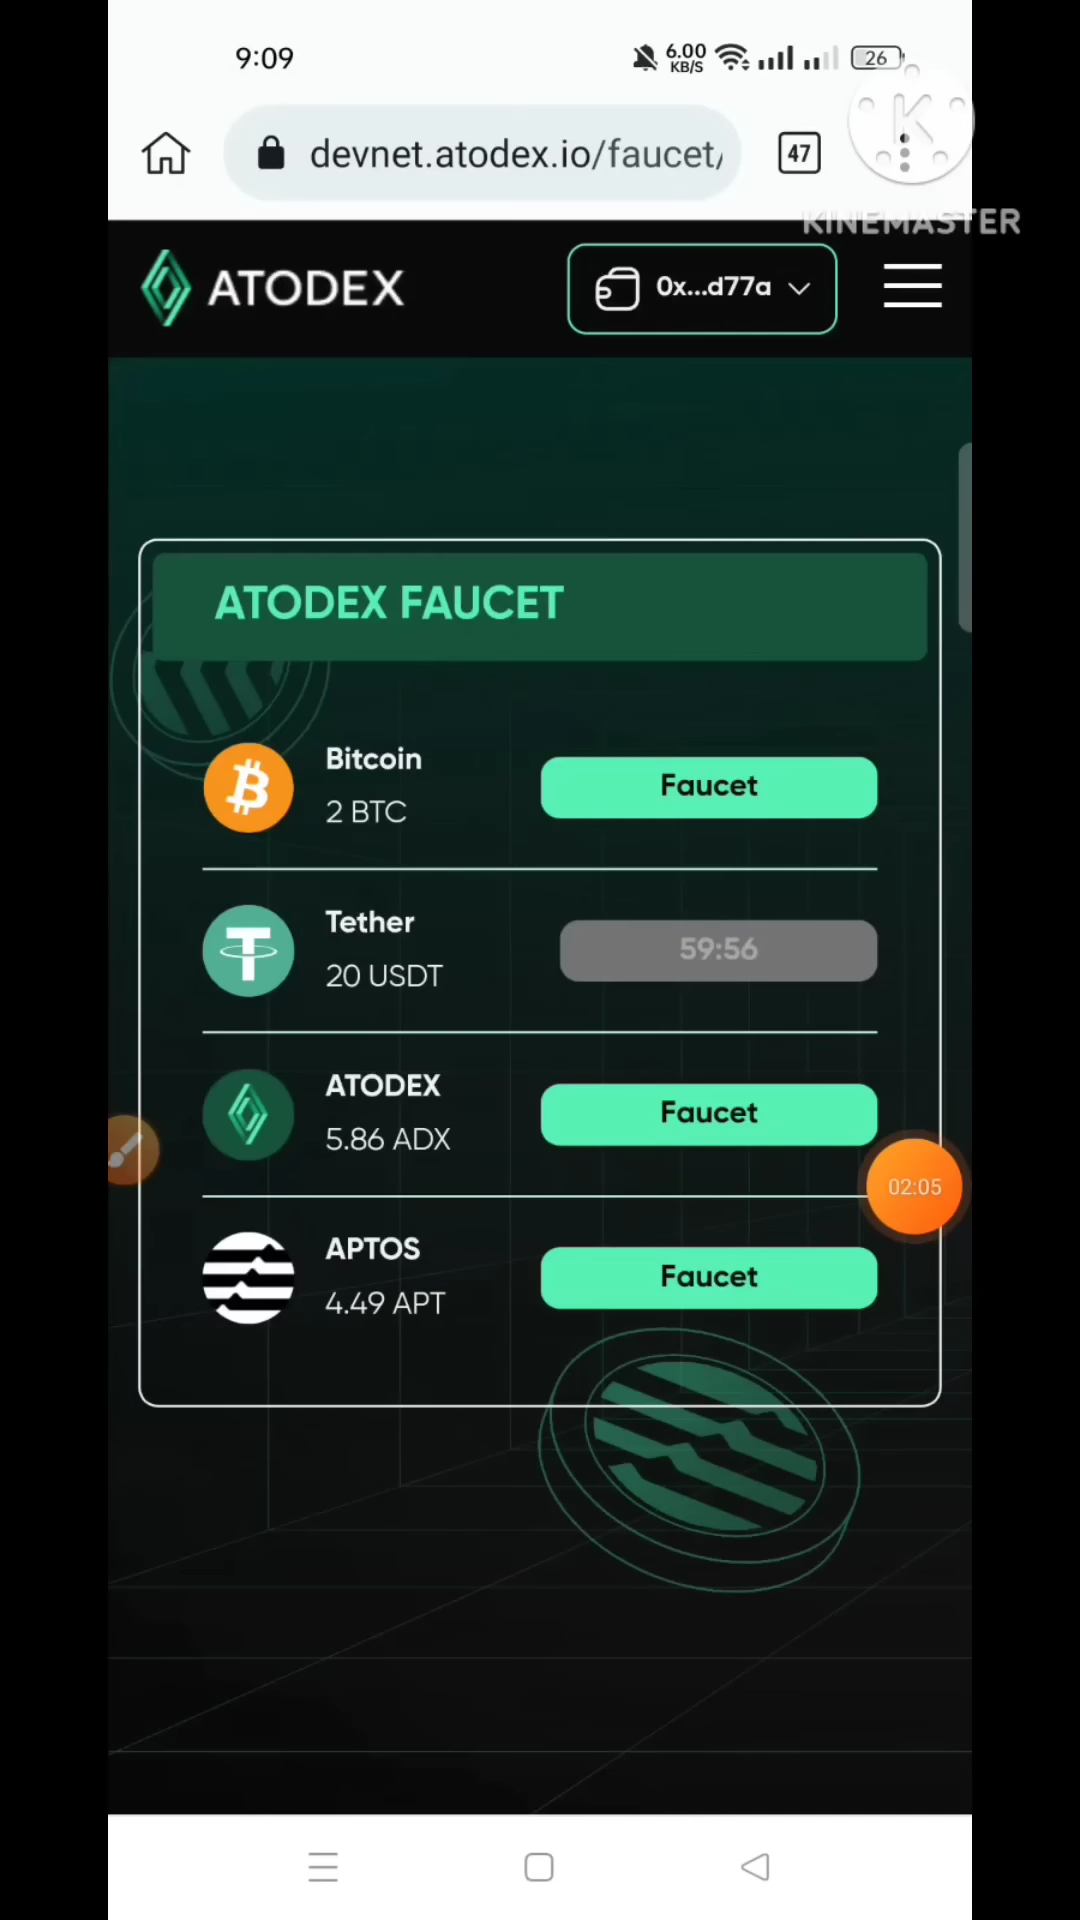 9:09
6.00
KB/S
26
devnet.atodex.io/faucet/
47
K
KINEMASTER
ATODEX
0x...d77a
ATODEX FAUCET
Bitcoin
2 BTC
Faucet
Tether
20 USDT
59:56
ATODEX
5.86 ADX
Faucet
02:05
APTOS
4.49 APT
Faucet